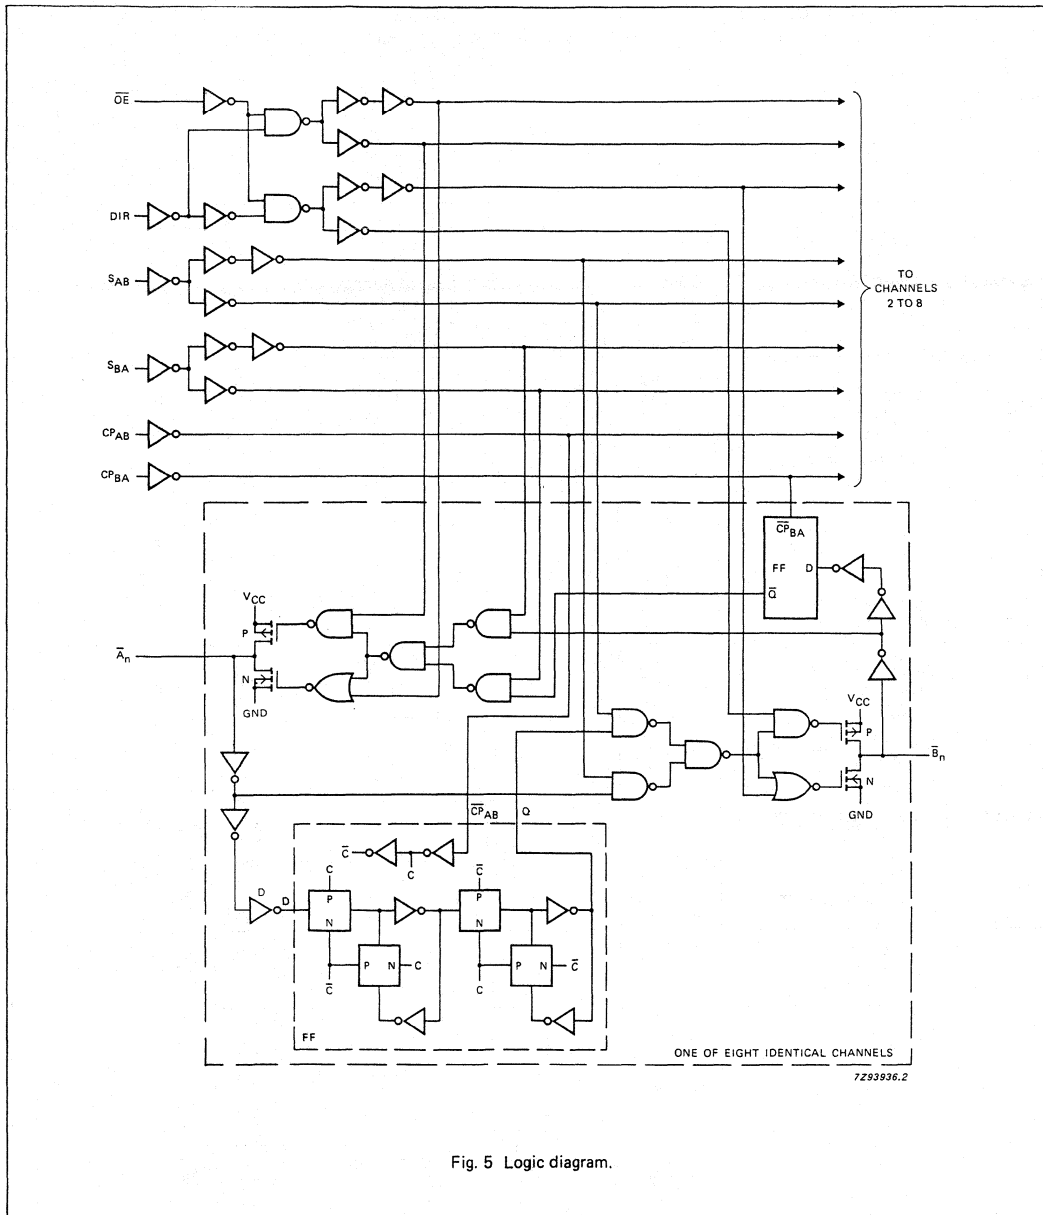 OE
DIR
SAB
SBA
CPAB
CPBA
TO
CHANNELS
2 TO 8
CPBA
FF D
Q
VCC
P
An
N
GND
VCC
P
Bn
N
GND
CPAB Q
C
C
D
D
C
P
N
P N C
C
C
P
N
P N C
C
FF
ONE OF EIGHT IDENTICAL CHANNELS
7Z93936.2
Fig. 5 Logic diagram.